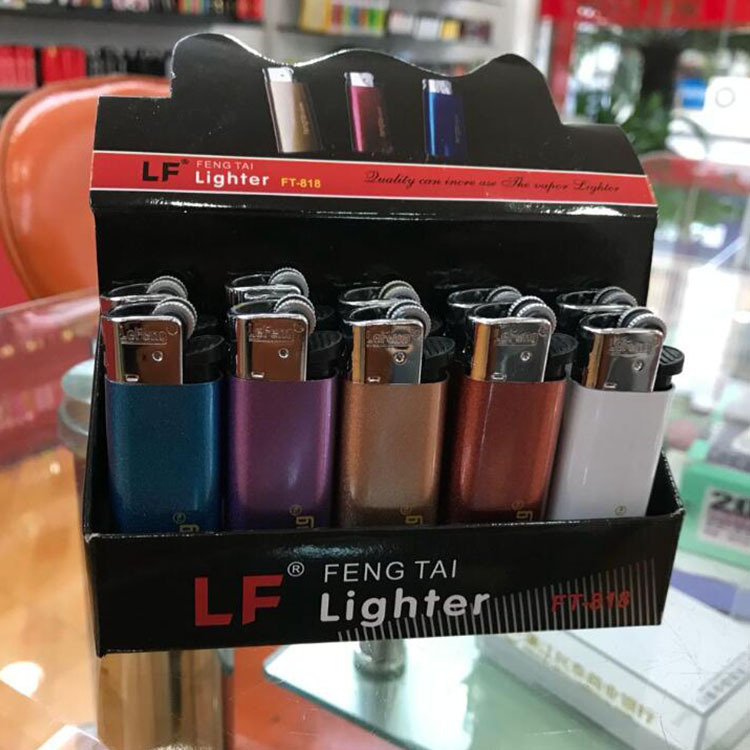 LF® FENG TAI
Lighter FT-818
Quality can incre use The vapor Lighter
LF® FENG TAI
Lighter FT-818